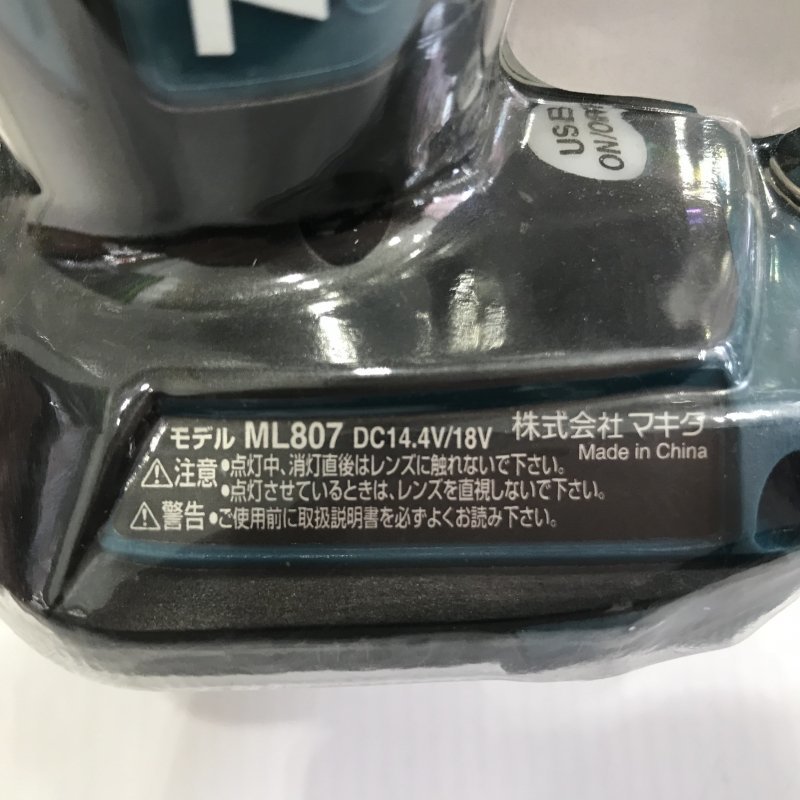 USB
ON/OFF
モデル ML807 DC14.4V/18V 株式会社 マキタ
Made in China
⚠注意 •点灯中、消灯直後はレンズに触れないで下さい。
•点灯させているときは、レンズを直視しないで下さい。
⚠警告 •ご使用前に取扱説明書を必ずよくお読み下さい。